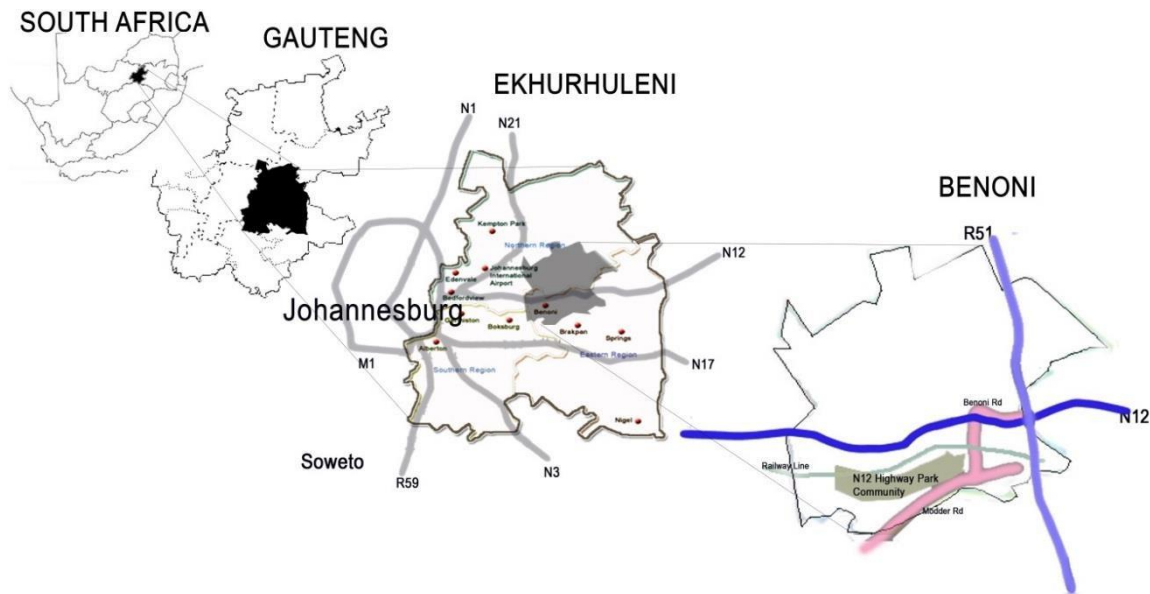 SOUTH AFRICA
GAUTENG
EKHURHULENI
BENONI
N1
N21
R51
Kempton Park
Northern Region
N12
Edenvale
Johannesburg
International
Airport
Bedfordview
Johannesburg
Benoni
Boksburg
Brakpan
Springs
Alberton
M1
Southern Region
Eastern Region
N17
Nigel
Soweto
R59
N3
Benoni Rd
N12
Railway Line
N12 Highway Park
Community
Modder Rd